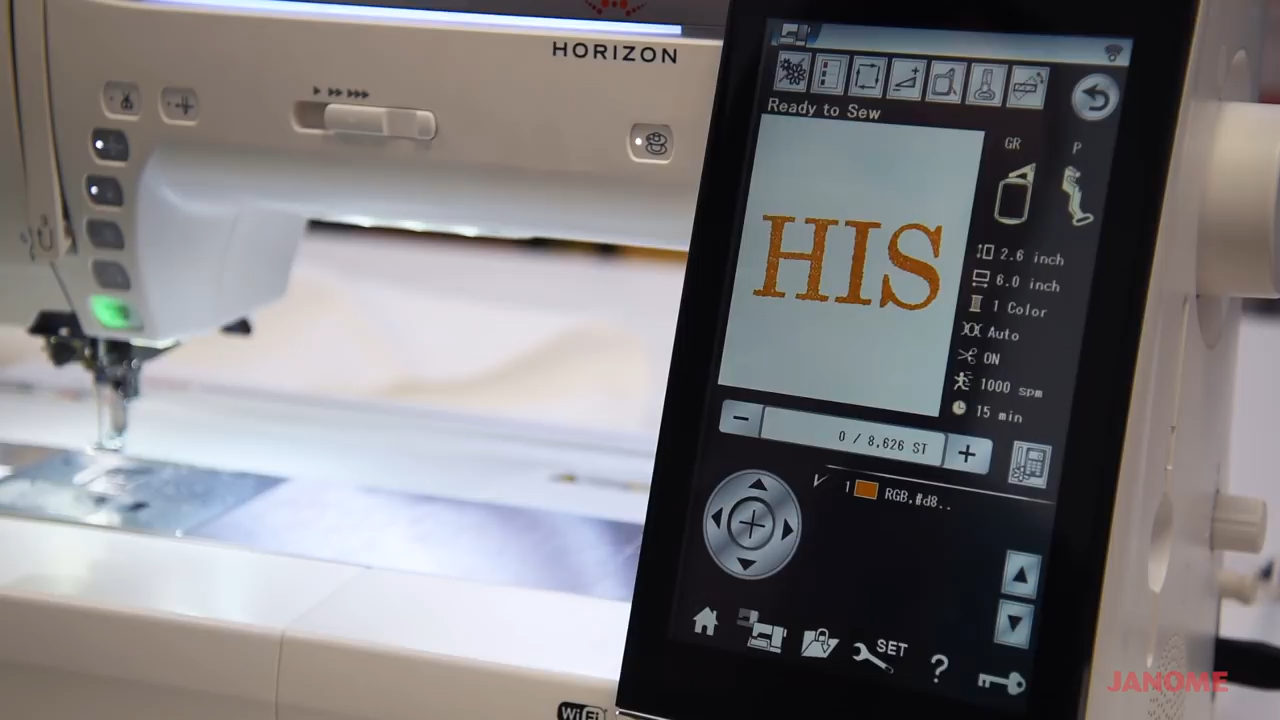 HORIZON
Ready to Sew
GR P
HIS
2.6 inch
6.0 inch
1 Color
Auto
ON
1000 spm
15 min
0 / 8,626 ST
1 RGB,#d8..
SET
?
WiFi
JANOME